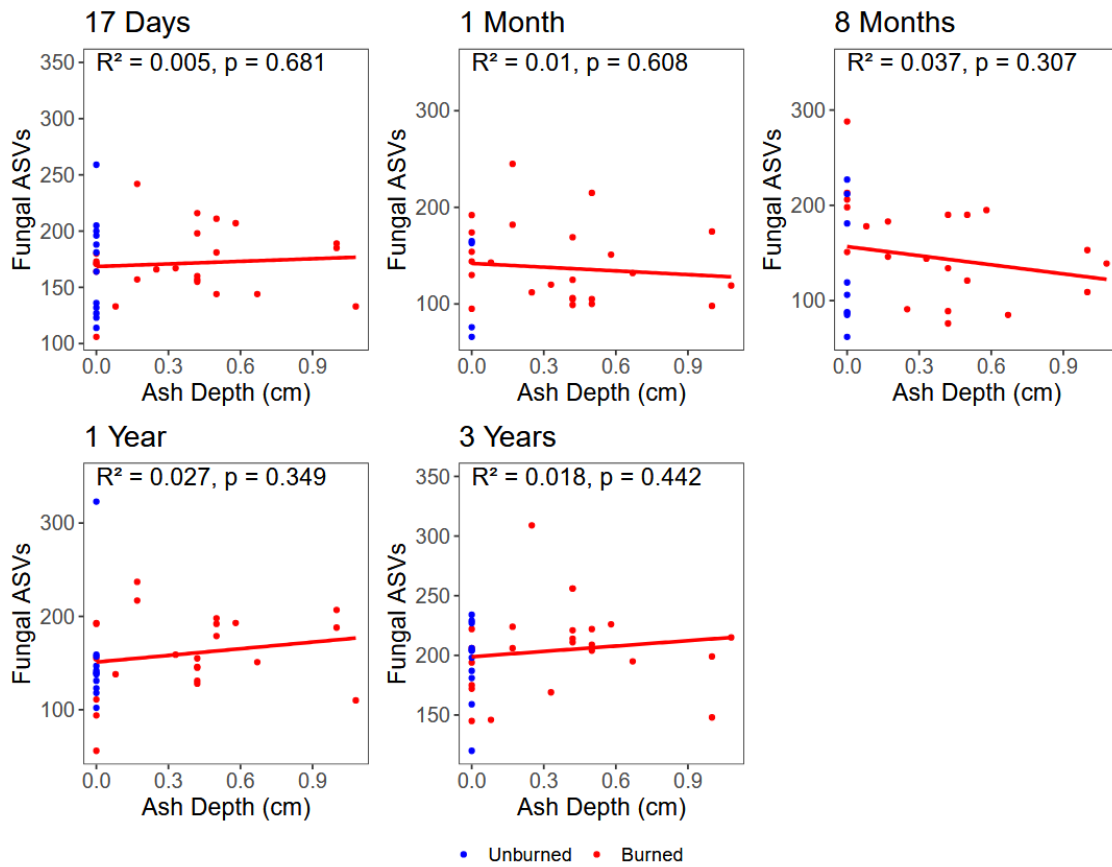 17 Days
R² = 0.005, p = 0.681
Fungal ASVs
350
300
250
200
150
100
0.0 0.3 0.6 0.9
Ash Depth (cm)
1 Month
R² = 0.01, p = 0.608
Fungal ASVs
300
200
100
0.0 0.3 0.6 0.9
Ash Depth (cm)
8 Months
R² = 0.037, p = 0.307
Fungal ASVs
300
200
100
0.0 0.3 0.6 0.9
Ash Depth (cm)
1 Year
R² = 0.027, p = 0.349
Fungal ASVs
300
200
100
0.0 0.3 0.6 0.9
Ash Depth (cm)
3 Years
R² = 0.018, p = 0.442
Fungal ASVs
350
300
250
200
150
0.0 0.3 0.6 0.9
Ash Depth (cm)
Unburned Burned